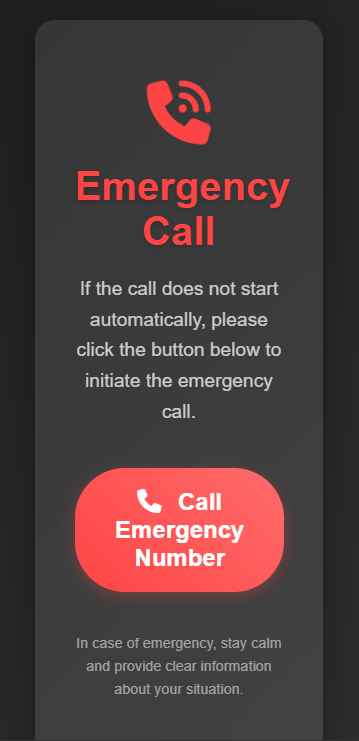 Emergency
Call
If the call does not start
automatically, please
click the button below to
initiate the emergency
call.
Call
Emergency
Number
In case of emergency, stay calm
and provide clear information
about your situation.